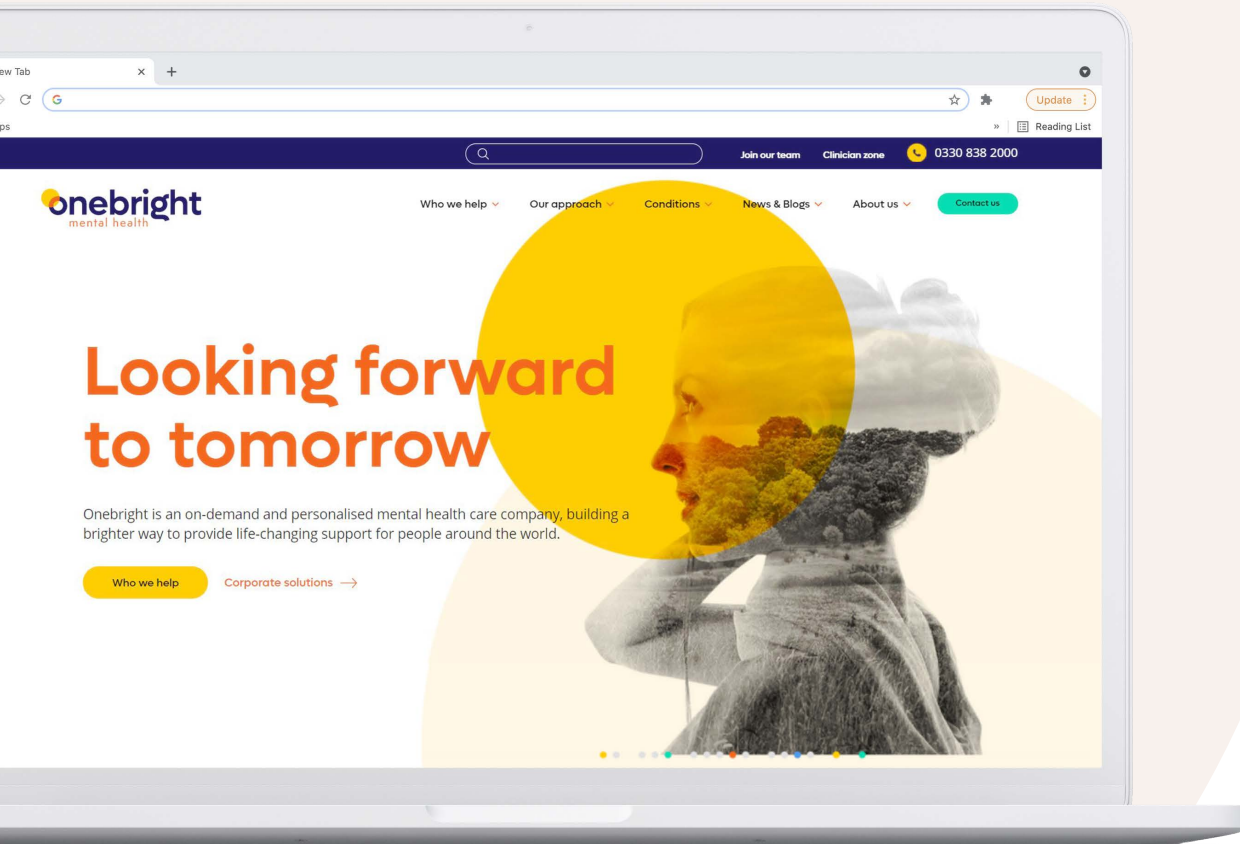 ew Tab
Update
ps
» Reading List
Join our team Clinician zone 0330 838 2000
onebright
mental health
Who we help Our approach Conditions News & Blogs About us Contact us
Looking forward
to tomorrow
Onebright is an on-demand and personalised mental health care company, building a
brighter way to provide life-changing support for people around the world.
Who we help Corporate solutions →